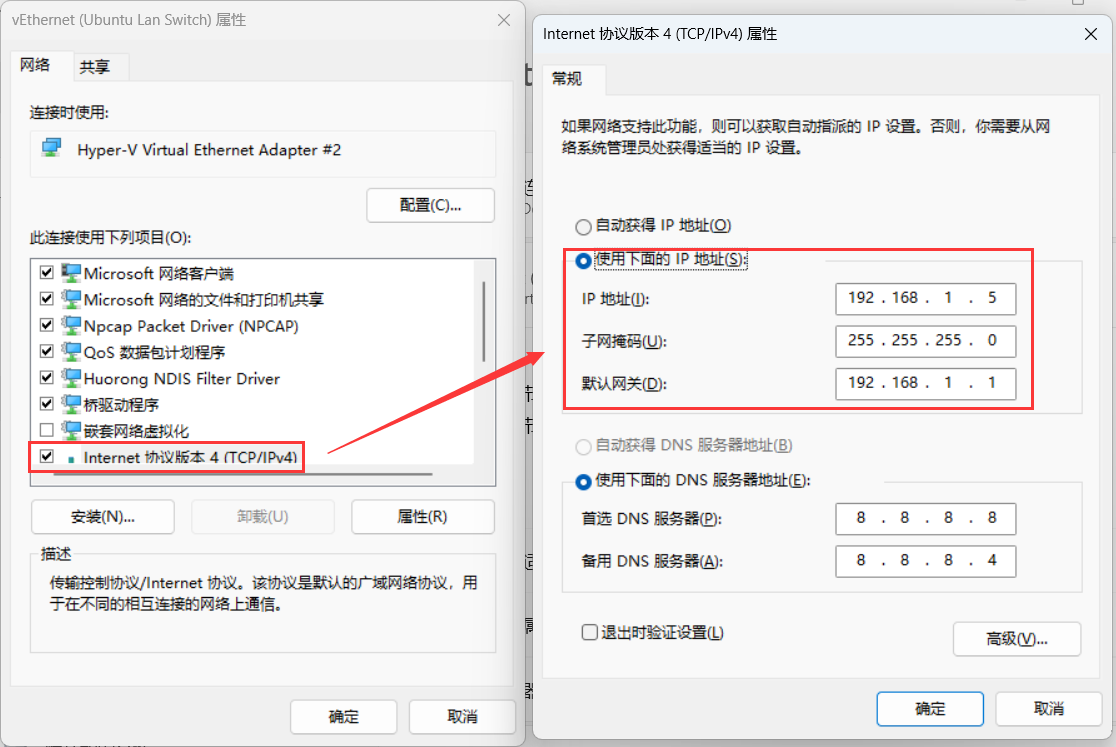 vEthernet (Ubuntu Lan Switch) 属性
网络
共享
连接时使用:
Hyper-V Virtual Ethernet Adapter #2
配置(C)...
此连接使用下列项目(O):
Microsoft 网络客户端
Microsoft 网络的文件和打印机共享
Npcap Packet Driver (NPCAP)
QoS 数据包计划程序
Huorong NDIS Filter Driver
桥驱动程序
嵌套网络虚拟化
Internet 协议版本 4 (TCP/IPv4)
安装(N)...
卸载(U)
属性(R)
描述
传输控制协议/Internet 协议。该协议是默认的广域网络协议，用
于在不同的相互连接的网络上通信。
确定
取消
Internet 协议版本 4 (TCP/IPv4) 属性
常规
如果网络支持此功能，则可以获取自动指派的 IP 设置。否则，你需要从网
络系统管理员处获得适当的 IP 设置。
自动获得 IP 地址(O)
使用下面的 IP 地址(S):
IP 地址(I):
192 . 168 . 1 . 5
子网掩码(U):
255 . 255 . 255 . 0
默认网关(D):
192 . 168 . 1 . 1
自动获得 DNS 服务器地址(B)
使用下面的 DNS 服务器地址(E):
首选 DNS 服务器(P):
8 . 8 . 8 . 8
备用 DNS 服务器(A):
8 . 8 . 8 . 4
退出时验证设置(L)
高级(V)...
确定
取消